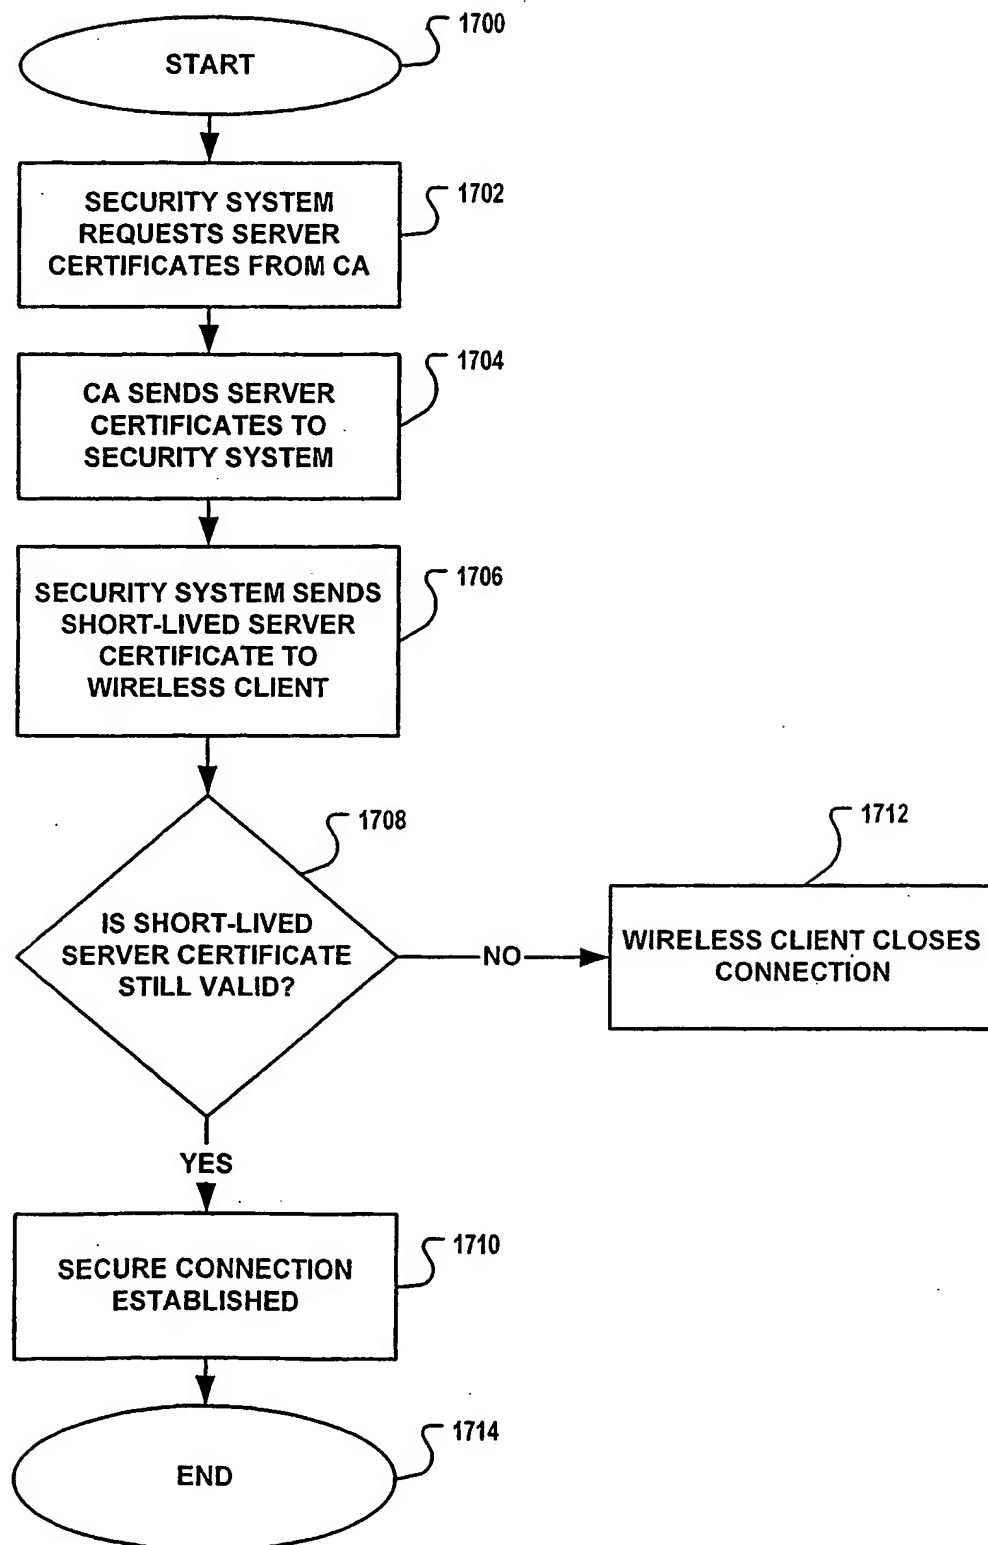 1700
START
1702
SECURITY SYSTEM
REQUESTS SERVER
CERTIFICATES FROM CA
1704
CA SENDS SERVER
CERTIFICATES TO
SECURITY SYSTEM
1706
SECURITY SYSTEM SENDS
SHORT-LIVED SERVER
CERTIFICATE TO
WIRELESS CLIENT
1708
IS SHORT-LIVED
SERVER CERTIFICATE
STILL VALID?
NO
1712
WIRELESS CLIENT CLOSES
CONNECTION
YES
1710
SECURE CONNECTION
ESTABLISHED
1714
END